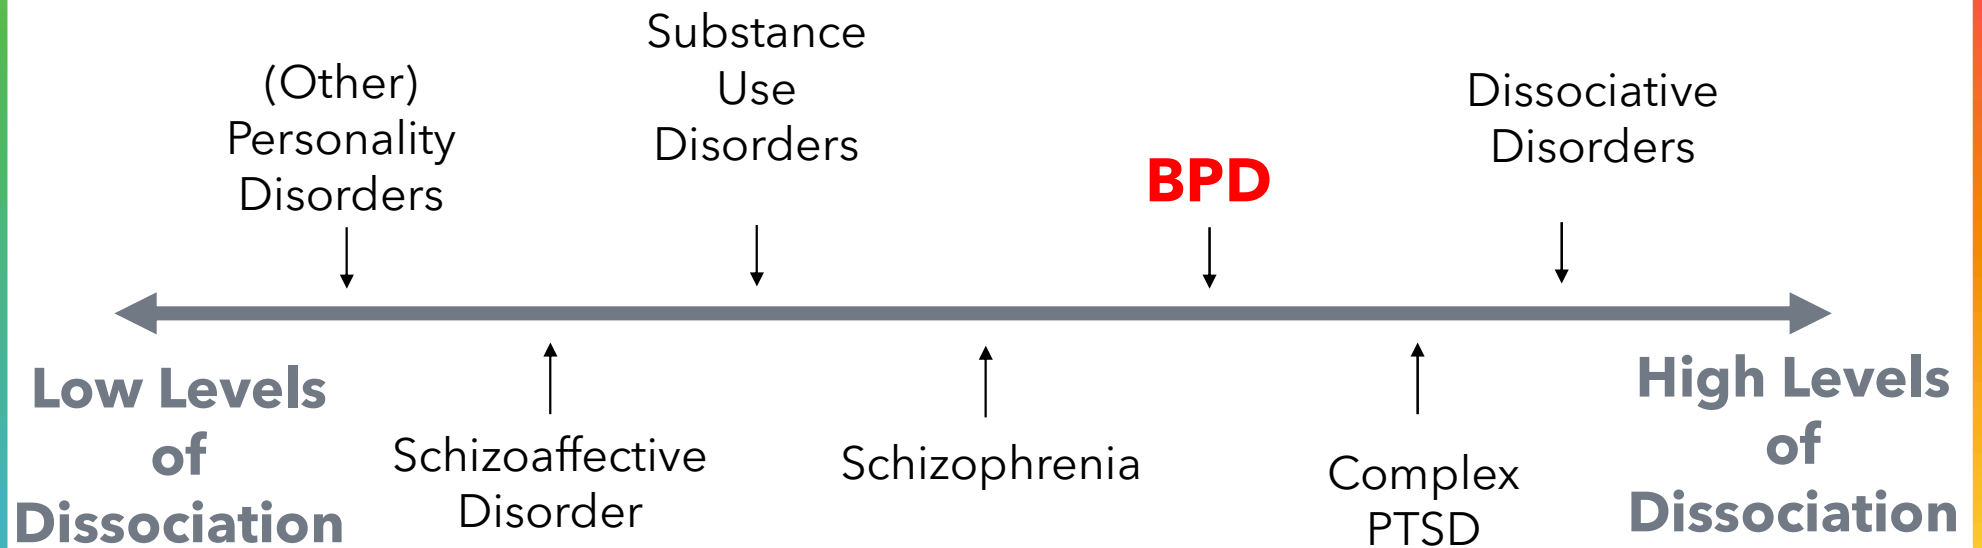 (Other)
Personality
Disorders
Substance
Use
Disorders
BPD
Dissociative
Disorders
Low Levels
of
Dissociation
Schizoaffective
Disorder
Schizophrenia
Complex
PTSD
High Levels
of
Dissociation